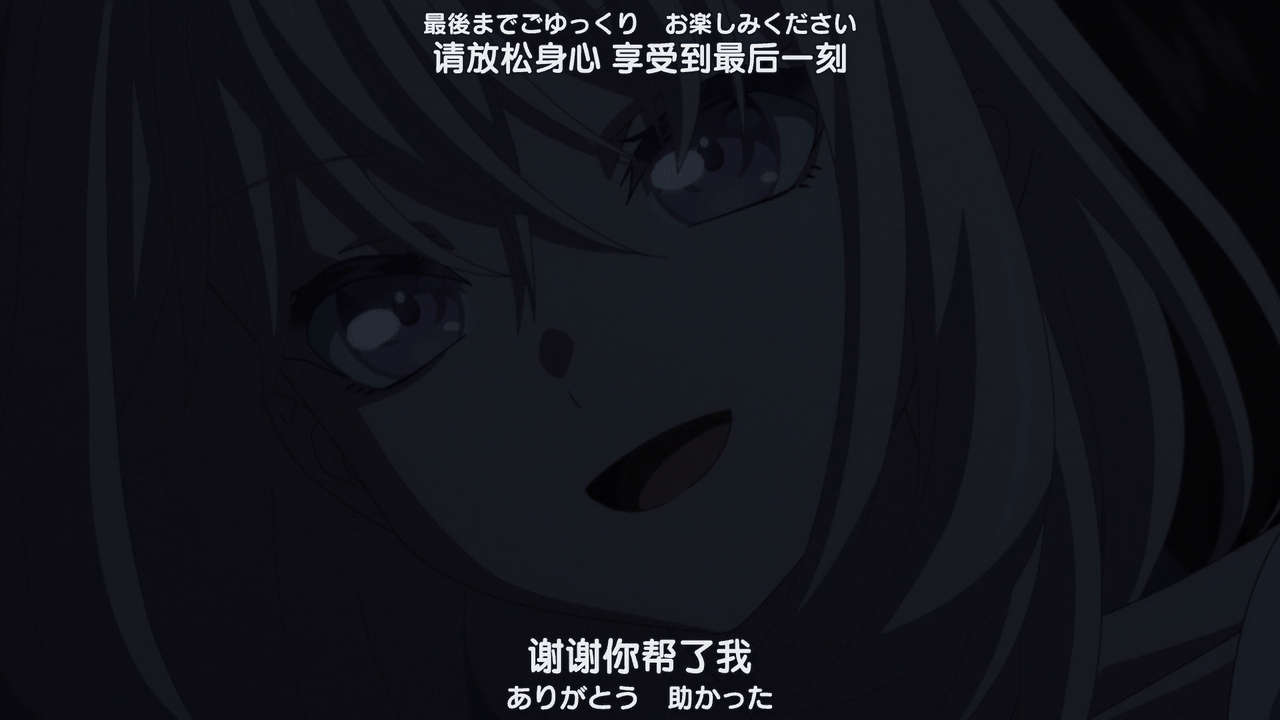 最後までごゆっくり　お楽しみください
请放松身心 享受到最后一刻
谢谢你帮了我
ありがとう　助かった